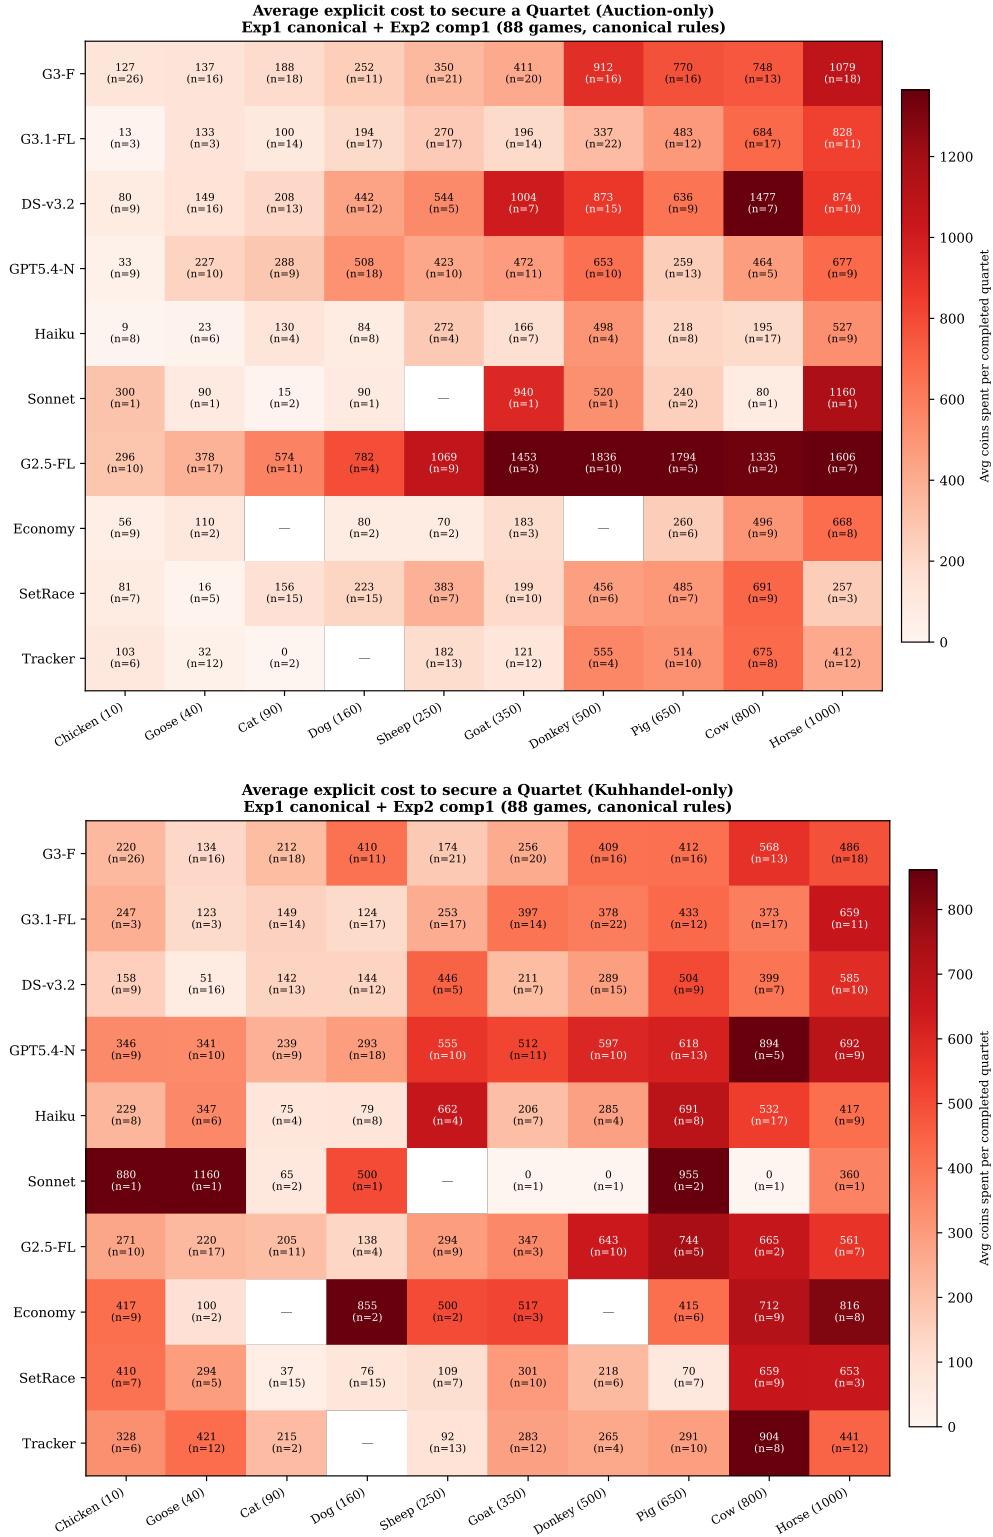 Average explicit cost to secure a Quartet (Auction-only)
Exp1 canonical + Exp2 comp1 (88 games, canonical rules)
G3-F
127 137 188 252 350 411 912 770 748 1079
(n=26) (n=16) (n=18) (n=11) (n=21) (n=20) (n=16) (n=16) (n=13) (n=18)
G3.1-FL
13 133 100 194 270 196 337 483 684 828
(n=3) (n=3) (n=14) (n=17) (n=17) (n=14) (n=22) (n=12) (n=17) (n=11)
DS-v3.2
80 149 208 442 544 1004 873 636 1477 874
(n=9) (n=16) (n=13) (n=12) (n=5) (n=7) (n=15) (n=9) (n=7) (n=10)
GPT5.4-N
33 227 288 508 423 472 653 259 464 677
(n=9) (n=10) (n=9) (n=18) (n=10) (n=11) (n=10) (n=13) (n=5) (n=9)
Haiku
9 23 130 84 272 166 498 218 195 527
(n=8) (n=6) (n=4) (n=8) (n=4) (n=7) (n=4) (n=8) (n=17) (n=9)
Sonnet
300 90 15 90 — 940 520 240 80 1160
(n=1) (n=1) (n=2) (n=1) (n=1) (n=1) (n=2) (n=1) (n=1)
G2.5-FL
296 378 574 782 1069 1453 1836 1794 1335 1606
(n=10) (n=17) (n=11) (n=4) (n=9) (n=3) (n=10) (n=5) (n=2) (n=7)
Economy
56 110 — 80 70 183 — 260 496 668
(n=9) (n=2) (n=2) (n=2) (n=3) (n=6) (n=9) (n=8)
SetRace
81 16 156 223 383 199 456 485 691 257
(n=7) (n=5) (n=15) (n=15) (n=7) (n=10) (n=6) (n=7) (n=9) (n=3)
Tracker
103 32 0 — 182 121 555 514 675 412
(n=6) (n=12) (n=2) (n=13) (n=12) (n=4) (n=10) (n=8) (n=12)
Chicken (10) Goose (40) Cat (90) Dog (160) Sheep (250) Goat (350) Donkey (500) Pig (650) Cow (800) Horse (1000)
1200
1000
800
600
400
200
0
Avg coins spent per completed quartet
Average explicit cost to secure a Quartet (Kuhhandel-only)
Exp1 canonical + Exp2 comp1 (88 games, canonical rules)
G3-F
220 134 212 410 174 256 409 412 568 486
(n=26) (n=16) (n=18) (n=11) (n=21) (n=20) (n=16) (n=16) (n=13) (n=18)
G3.1-FL
247 123 149 124 253 397 378 433 373 659
(n=3) (n=3) (n=14) (n=17) (n=17) (n=14) (n=22) (n=12) (n=17) (n=11)
DS-v3.2
158 51 142 144 446 211 289 504 399 585
(n=9) (n=16) (n=13) (n=12) (n=5) (n=7) (n=15) (n=9) (n=7) (n=10)
GPT5.4-N
346 341 239 293 555 512 597 618 894 692
(n=9) (n=10) (n=9) (n=18) (n=10) (n=11) (n=10) (n=13) (n=5) (n=9)
Haiku
229 347 75 79 662 206 285 691 532 417
(n=8) (n=6) (n=4) (n=8) (n=4) (n=7) (n=4) (n=8) (n=17) (n=9)
Sonnet
880 1160 65 500 — 0 0 955 0 360
(n=1) (n=1) (n=2) (n=1) (n=1) (n=1) (n=2) (n=1) (n=1)
G2.5-FL
271 220 205 138 294 347 643 744 665 561
(n=10) (n=17) (n=11) (n=4) (n=9) (n=3) (n=10) (n=5) (n=2) (n=7)
Economy
417 100 — 855 500 517 — 415 712 816
(n=9) (n=2) (n=2) (n=2) (n=3) (n=6) (n=9) (n=8)
SetRace
410 294 37 76 109 301 218 70 659 653
(n=7) (n=5) (n=15) (n=15) (n=7) (n=10) (n=6) (n=7) (n=9) (n=3)
Tracker
328 421 215 — 92 283 265 291 904 441
(n=6) (n=12) (n=2) (n=13) (n=12) (n=4) (n=10) (n=8) (n=12)
Chicken (10) Goose (40) Cat (90) Dog (160) Sheep (250) Goat (350) Donkey (500) Pig (650) Cow (800) Horse (1000)
800
700
600
500
400
300
200
100
0
Avg coins spent per completed quartet